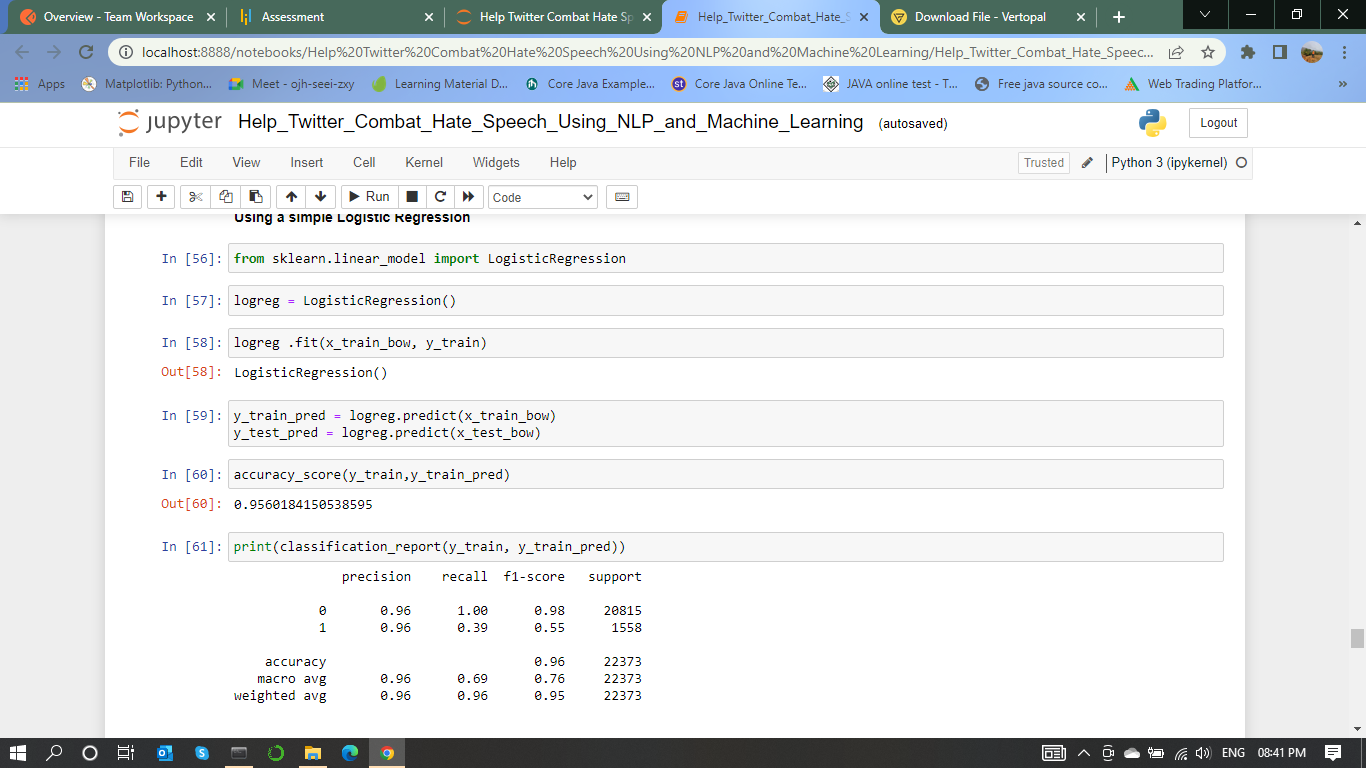 Overview - Team Workspace
Assessment
Help Twitter Combat Hate Sp
Help_Twitter_Combat_Hate_S
Download File - Vertopal
localhost:8888/notebooks/Help%20Twitter%20Combat%20Hate%20Speech%20Using%20NLP%20and%20Machine%20Learning/Help_Twitter_Combat_Hate_Speec...
Apps
Matplotlib: Python...
Meet - ojh-seei-zxy
Learning Material D...
Core Java Example...
st
Core Java Online Te...
JAVA online test - T...
Free java source co...
Web Trading Platfor...
»
jupyter Help_Twitter_Combat_Hate_Speech_Using_NLP_and_Machine_Learning (autosaved)
Logout
File Edit View Insert Cell Kernel Widgets Help
Trusted
Python 3 (ipykernel)
Run
Code
Using a simple Logistic Regression
In [56]: from sklearn.linear_model import LogisticRegression
In [57]: logreg = LogisticRegression()
In [58]: logreg .fit(x_train_bow, y_train)
Out[58]: LogisticRegression()
In [59]: y_train_pred = logreg.predict(x_train_bow)
y_test_pred = logreg.predict(x_test_bow)
In [60]: accuracy_score(y_train,y_train_pred)
Out[60]: 0.9560184150538595
In [61]: print(classification_report(y_train, y_train_pred))
precision recall f1-score support
0 0.96 1.00 0.98 20815
1 0.96 0.39 0.55 1558
accuracy 0.96 22373
macro avg 0.96 0.69 0.76 22373
weighted avg 0.96 0.96 0.95 22373
ENG 08:41 PM